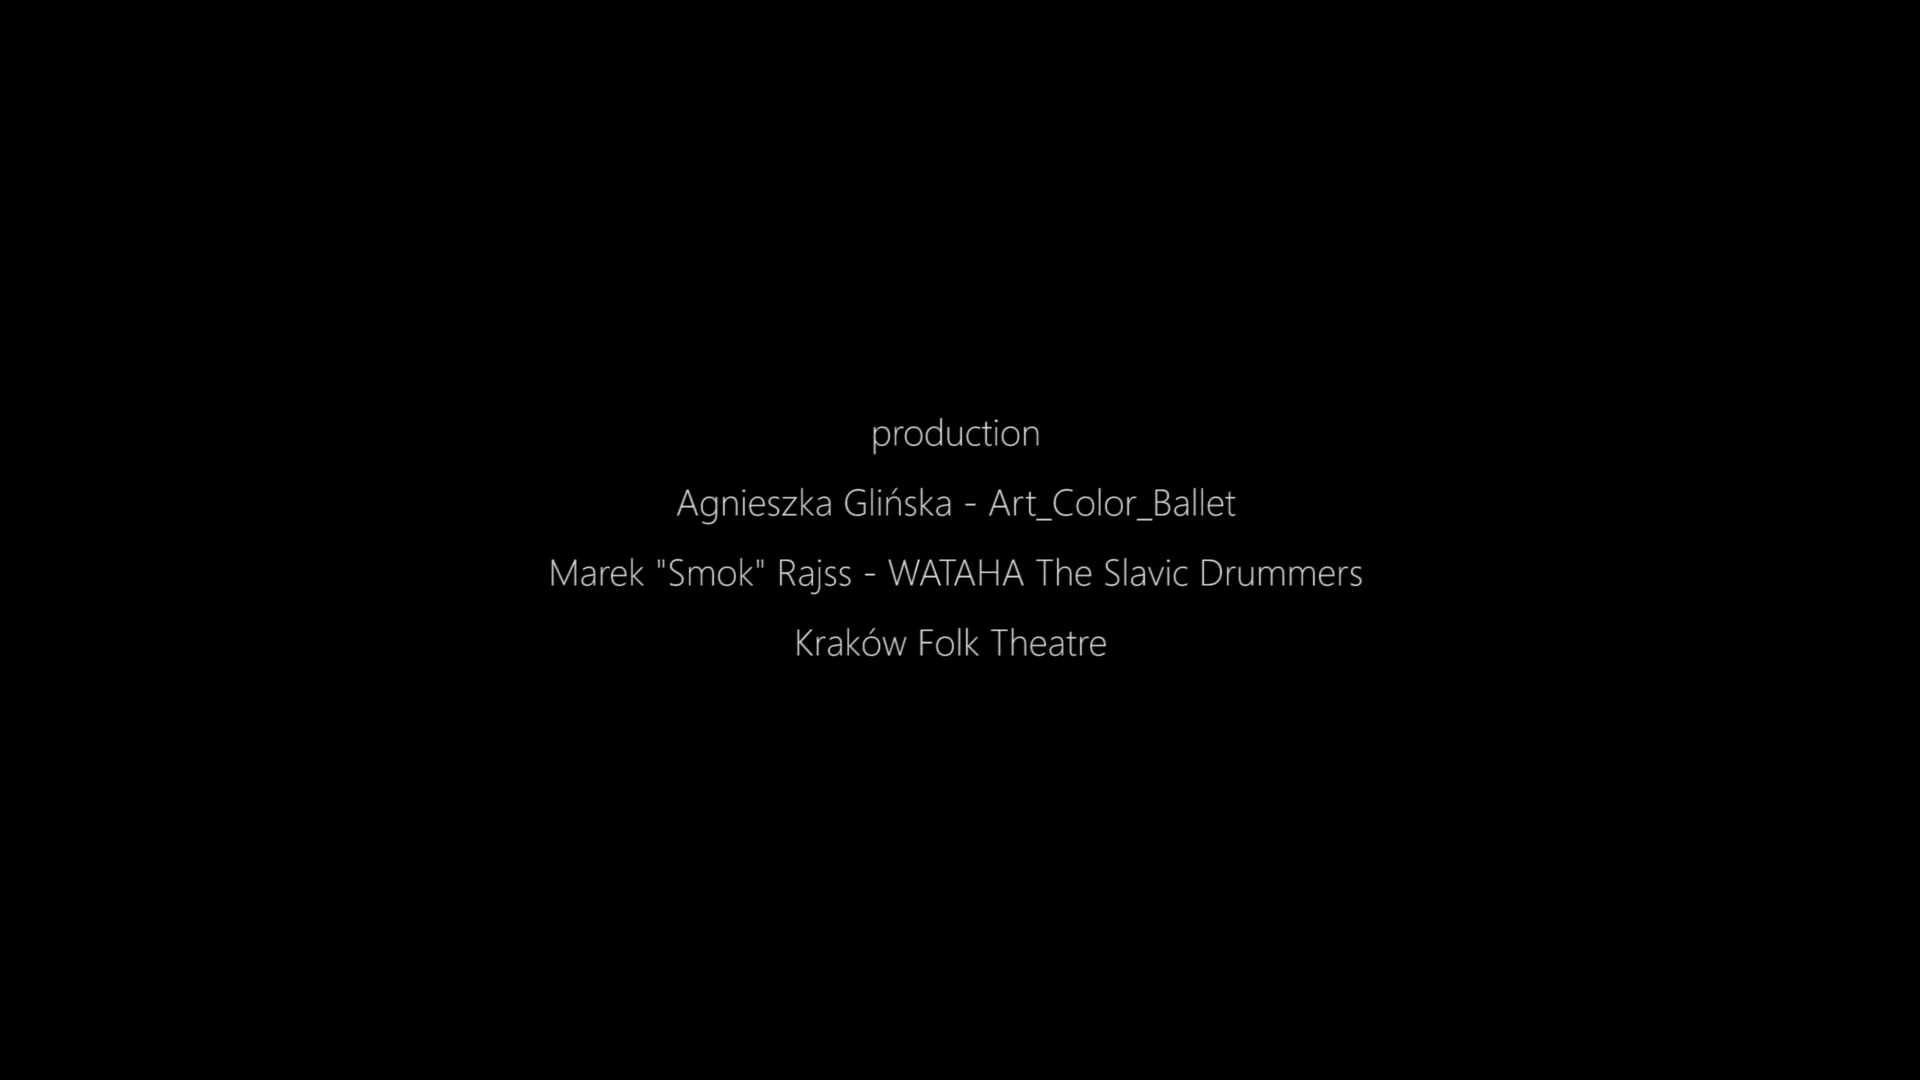 production
Agnieszka Glińska - Art_Color_Ballet
Marek "Smok" Rajss - WATAHA The Slavic Drummers
Kraków Folk Theatre